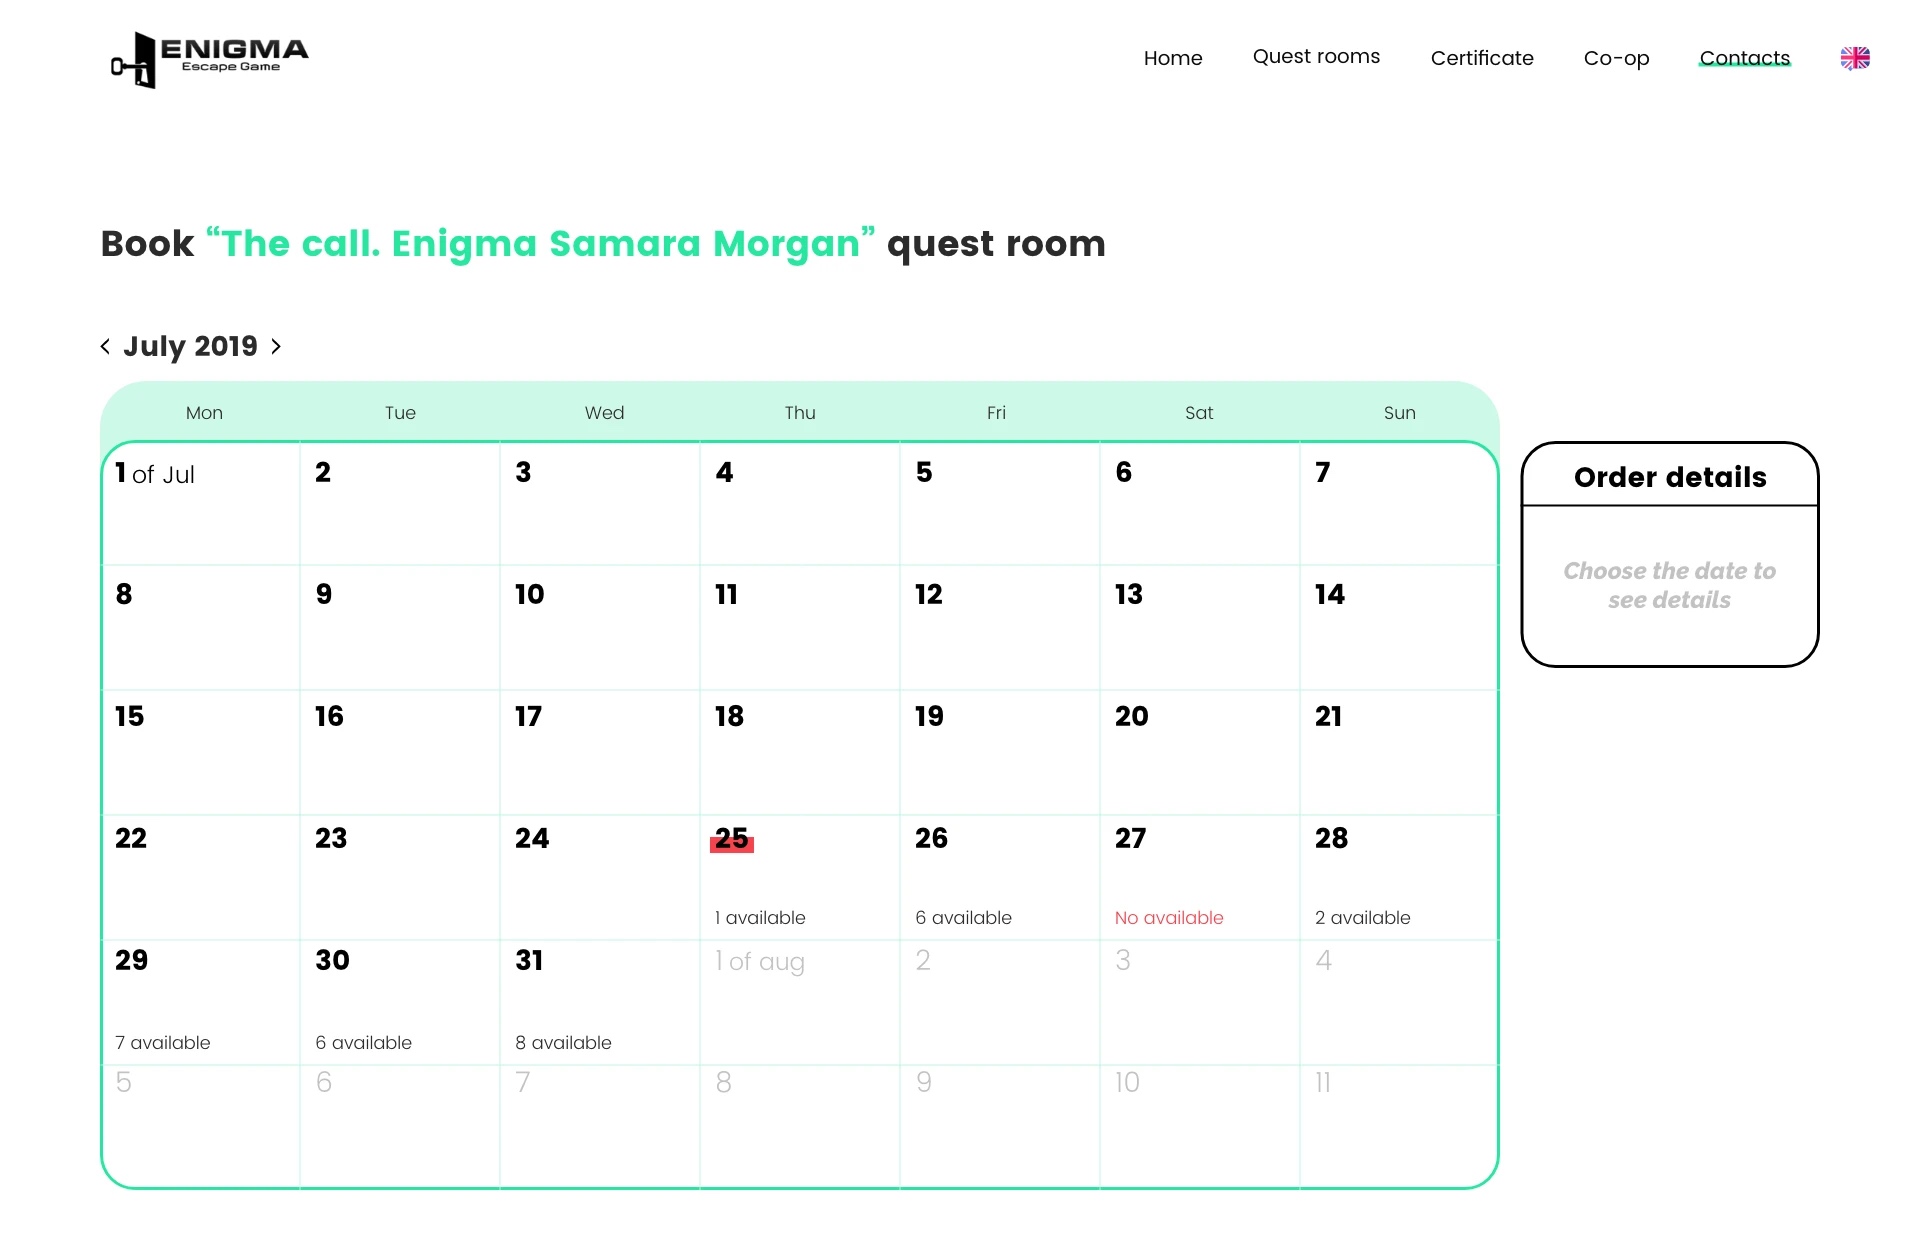 ENIGMA
Escape Game
Home Quest rooms Certificate Co-op Contacts
Book “The call. Enigma Samara Morgan” quest room
< July 2019 >
Mon Tue Wed Thu Fri Sat Sun
1 of Jul 2 3 4 5 6 7
8 9 10 11 12 13 14
15 16 17 18 19 20 21
22 23 24 25 26 27 28
1 available 6 available No available 2 available
29 30 31 1 of aug 2 3 4
7 available 6 available 8 available
5 6 7 8 9 10 11
Order details
Choose the date to
see details